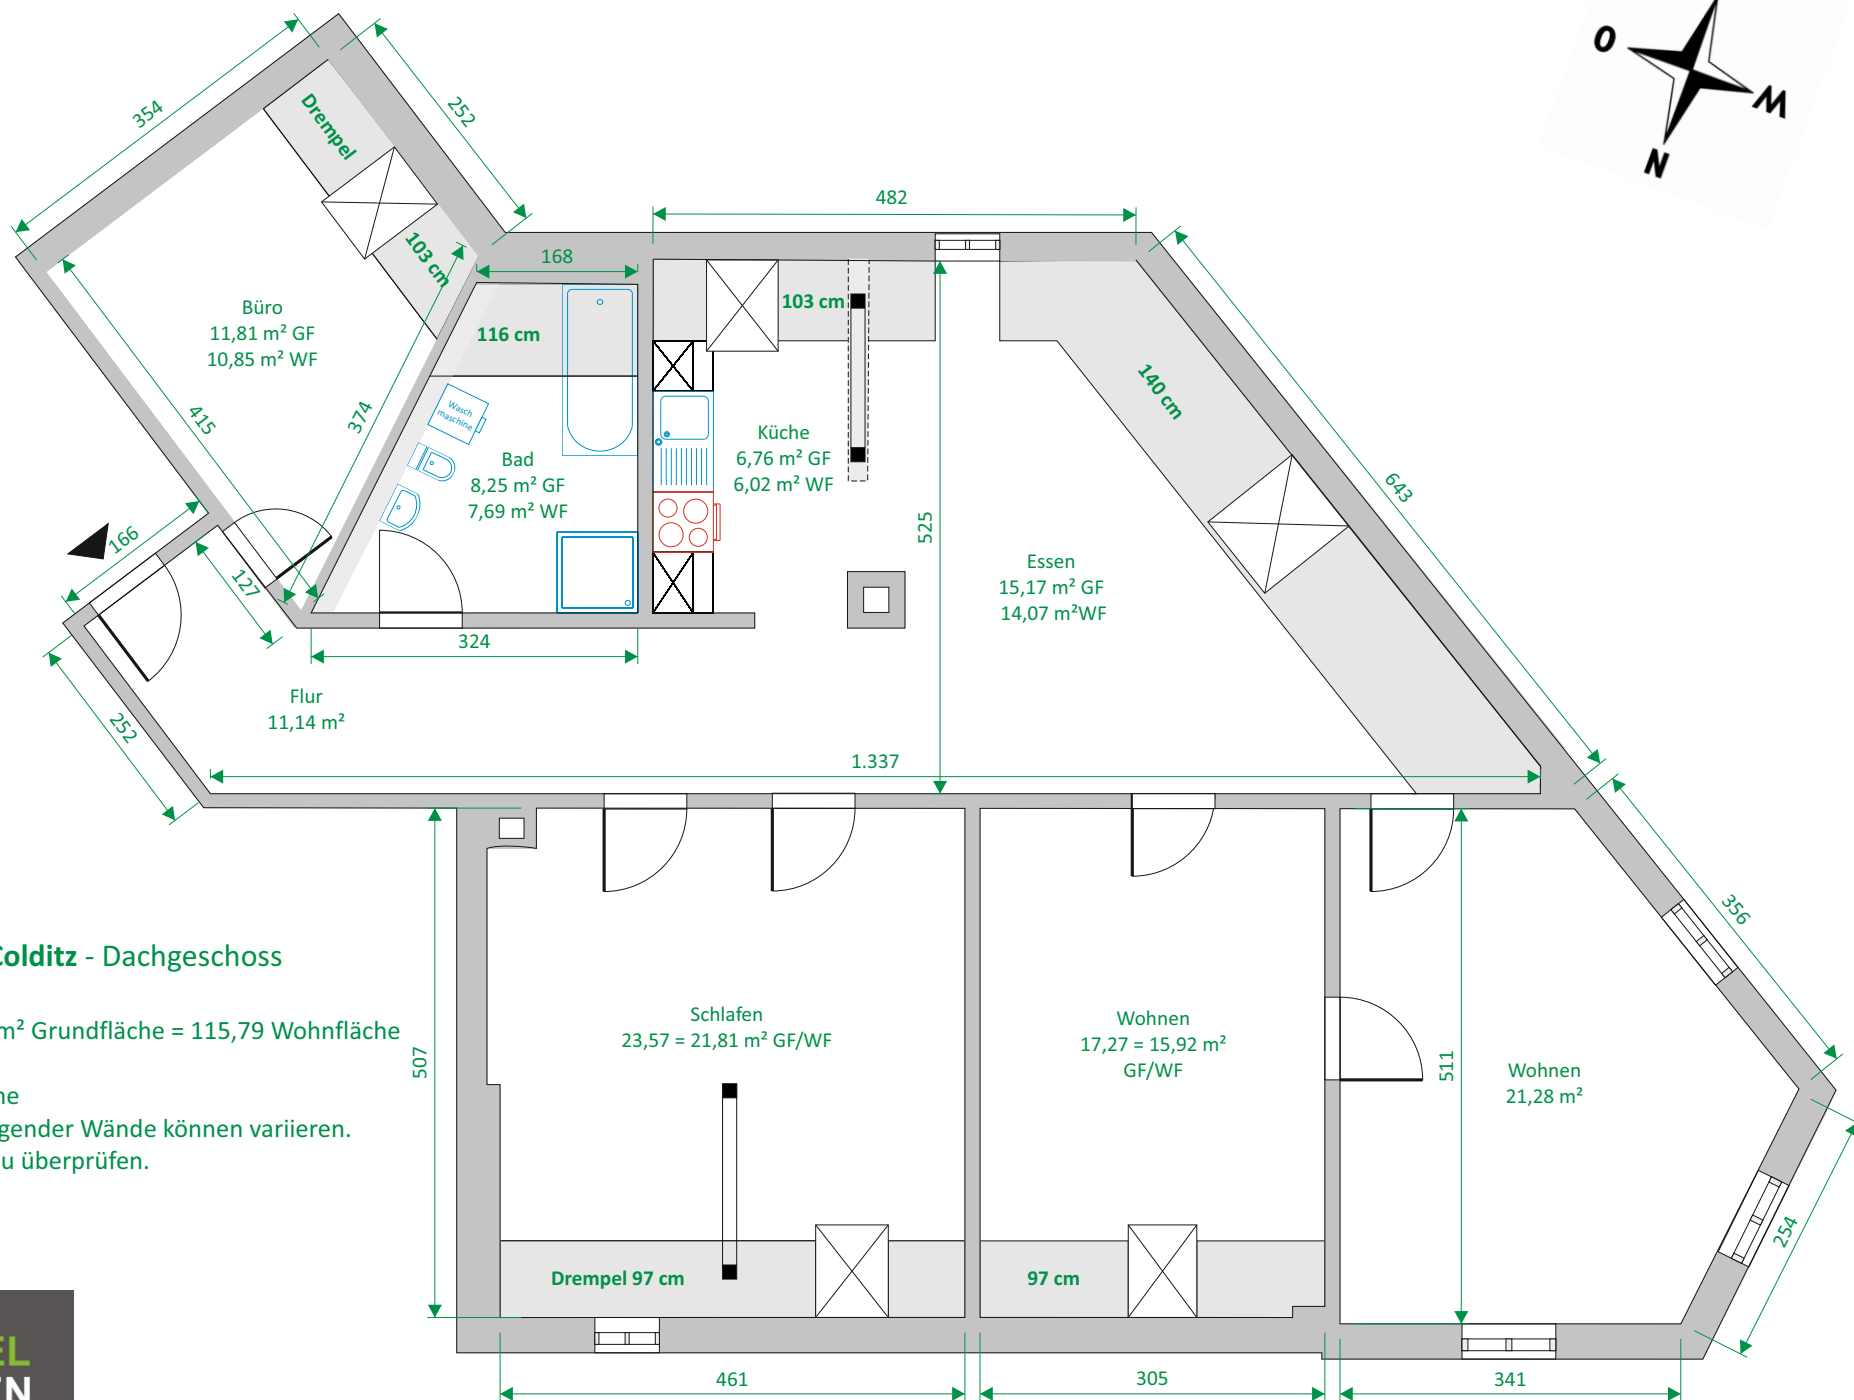 O
W
N
354
252
Drempel
103 cm
482
168
116 cm
103 cm
140 cm
Büro
11,81 m² GF
10,85 m² WF
415
374
Wasch
maschine
Bad
8,25 m² GF
7,69 m² WF
Küche
6,76 m² GF
6,02 m² WF
525
643
Essen
15,17 m² GF
14,07 m²WF
166
127
324
252
Flur
11,14 m²
1.337
356
Colditz - Dachgeschoss
m² Grundfläche = 115,79 Wohnfläche
gender Wände können variieren.
u überprüfen.
507
Schlafen
23,57 = 21,81 m² GF/WF
Wohnen
17,27 = 15,92 m²
GF/WF
511
Wohnen
21,28 m²
254
Drempel 97 cm
97 cm
461
305
341